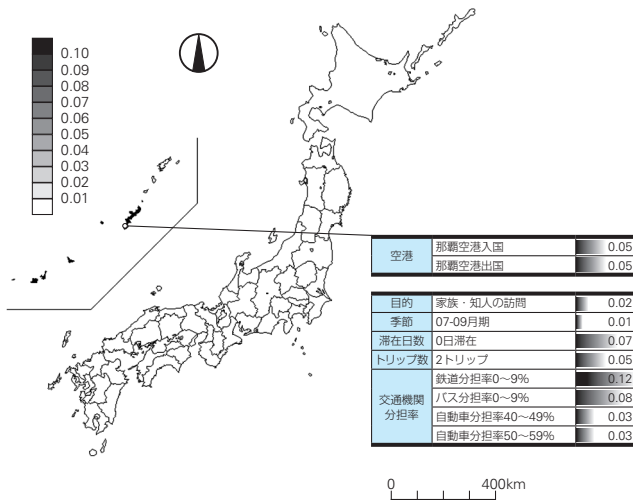 0.10
0.09
0.08
0.07
0.06
0.05
0.04
0.03
0.02
0.01
空港
那覇空港入国 0.05
那覇空港出国 0.05
目的 家族・知人の訪問 0.02
季節 07-09月期 0.01
滞在日数 0日滞在 0.07
トリップ数 2トリップ 0.05
交通機関
分担率
鉄道分担率0～9% 0.12
バス分担率0～9% 0.08
自動車分担率40～49% 0.03
自動車分担率50～59% 0.03
0 400km